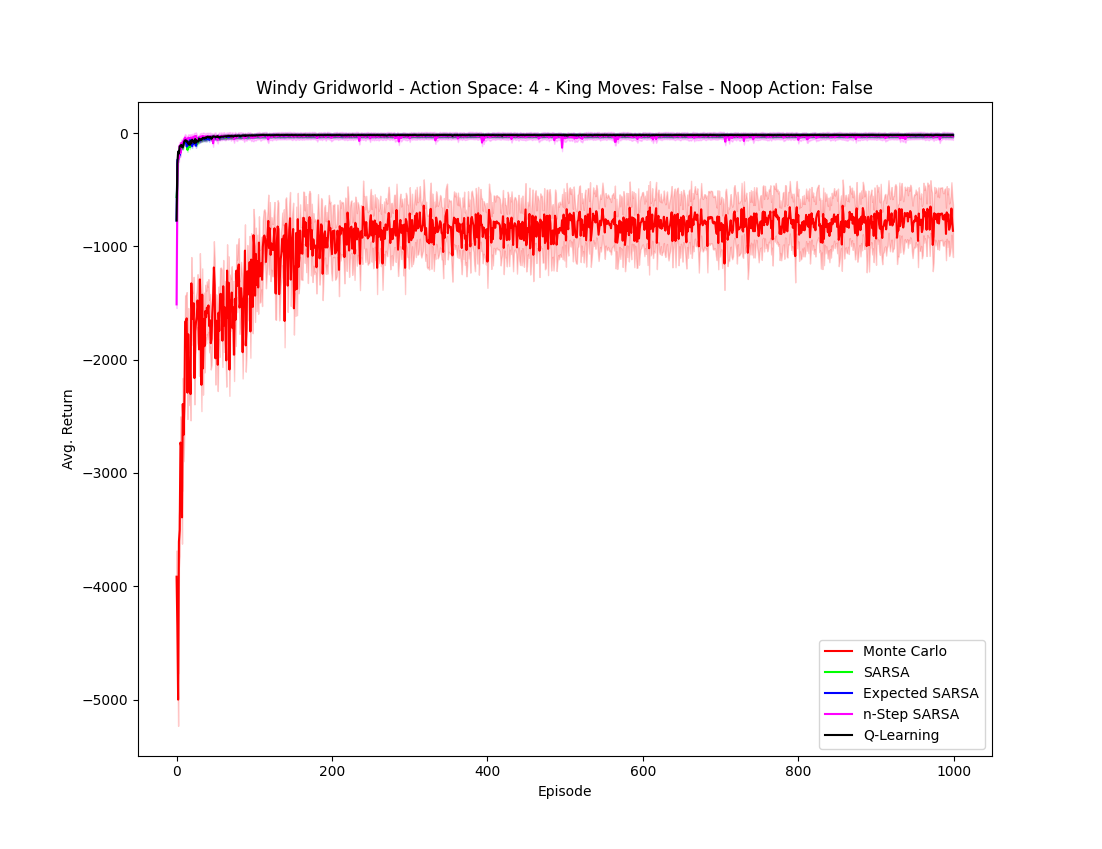 Windy Gridworld - Action Space: 4 - King Moves: False - Noop Action: False
0
−1000
−2000
−3000
−4000
−5000
Avg. Return
0
200
400
600
800
1000
Episode
Monte Carlo
SARSA
Expected SARSA
n-Step SARSA
Q-Learning